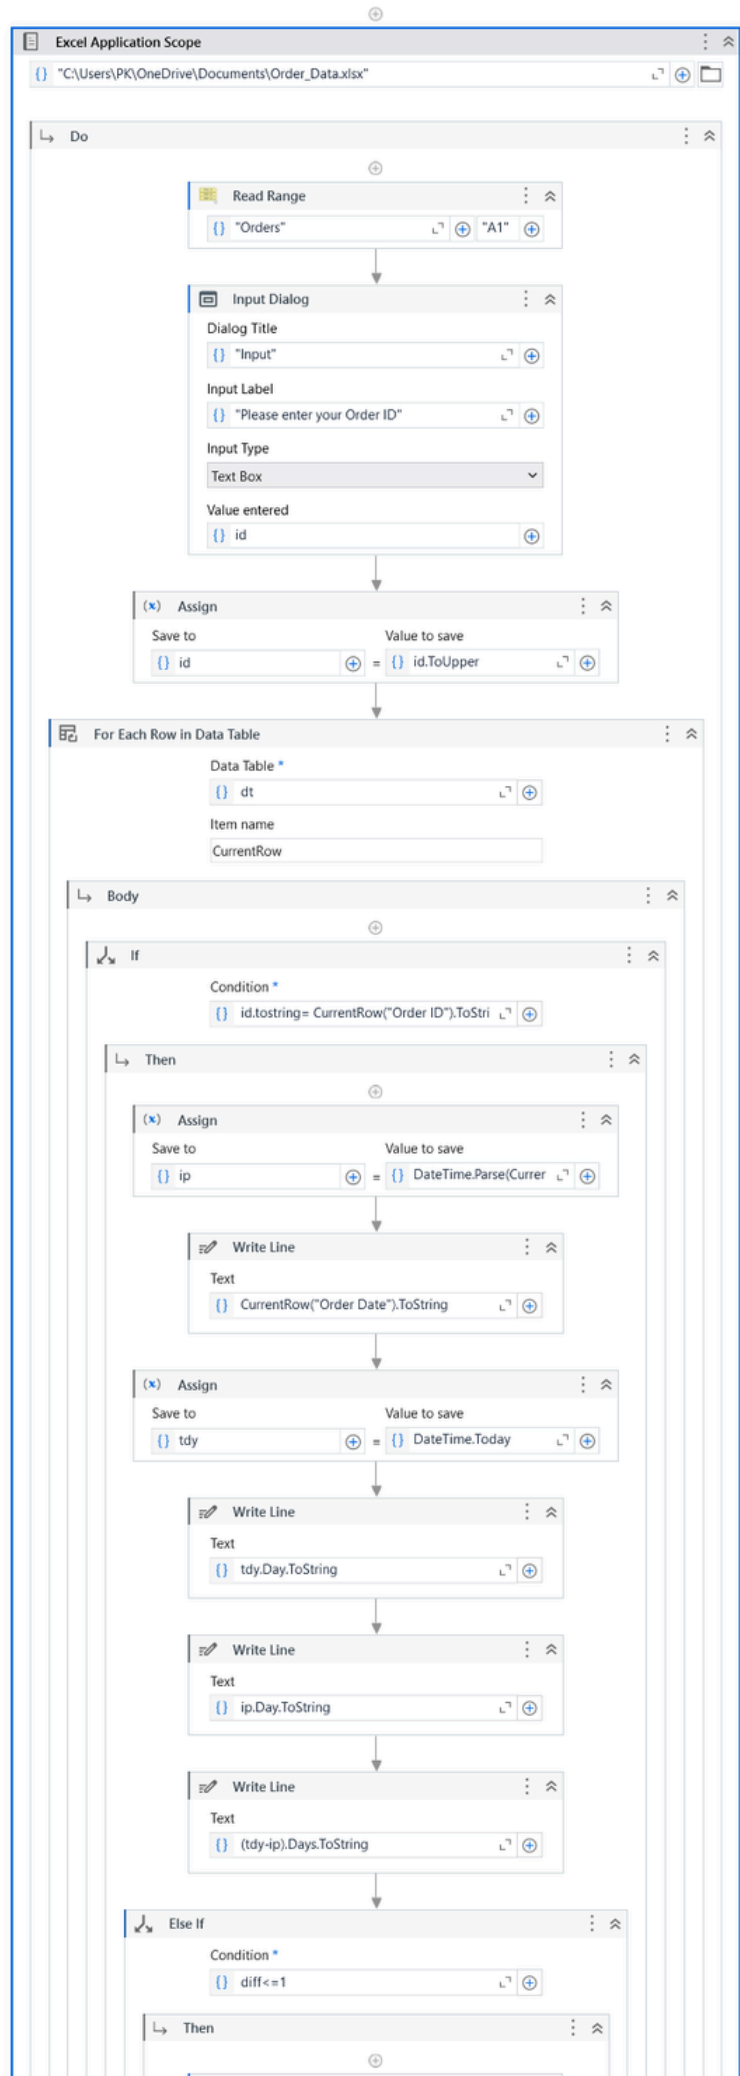 Excel Application Scope
"C:\Users\PK\OneDrive\Documents\Order_Data.xlsx"
Do
Read Range
"Orders" "A1"
Input Dialog
Dialog Title
"Input"
Input Label
"Please enter your Order ID"
Input Type
Text Box
Value entered
id
(x) Assign
Save to Value to save
id = id.ToUpper
For Each Row in Data Table
Data Table *
dt
Item name
CurrentRow
Body
If
Condition *
id.tostring= CurrentRow("Order ID").ToStri
Then
(x) Assign
Save to Value to save
ip = DateTime.Parse(Currer
Write Line
Text
CurrentRow("Order Date").ToString
(x) Assign
Save to Value to save
tdy = DateTime.Today
Write Line
Text
tdy.Day.ToString
Write Line
Text
ip.Day.ToString
Write Line
Text
(tdy-ip).Days.ToString
Else If
Condition *
diff<=1
Then